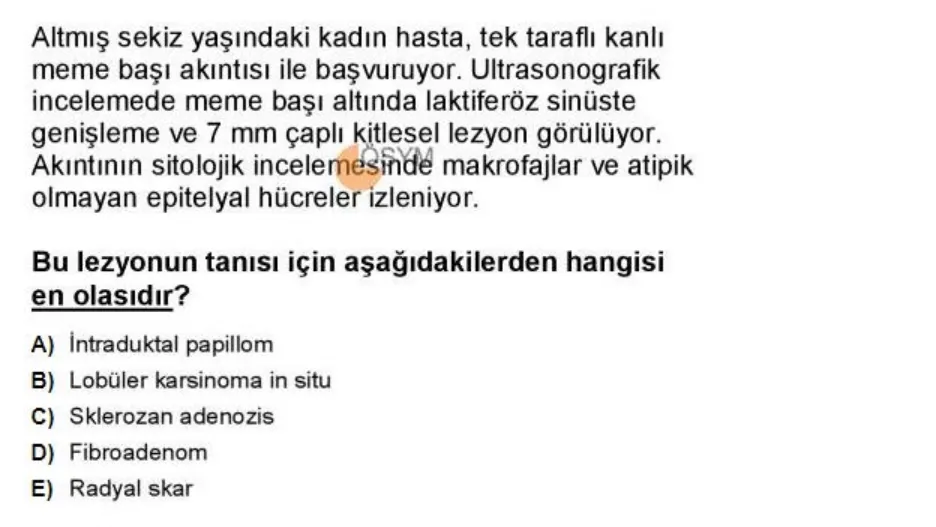 Altmış sekiz yaşındaki kadın hasta, tek taraflı kanlı
meme başı akıntısı ile başvuruyor. Ultrasonografik
incelemede meme başı altında laktiferöz sinüste
genişleme ve 7 mm çaplı kitlesel lezyon görülüyor.
ÖSYM
Akıntının sitolojik incelemesinde makrofajlar ve atipik
olmayan epitelyal hücreler izleniyor.
Bu lezyonun tanısı için aşağıdakilerden hangisi
en olasıdır?
A) İntraduktal papillom
B) Lobüler karsinoma in situ
C) Sklerozan adenozis
D) Fibroadenom
E) Radyal skar